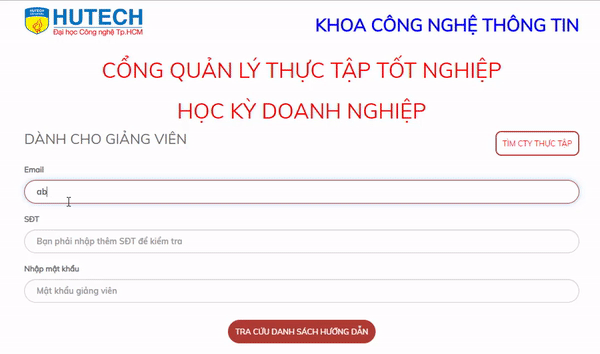 HUTECH
Đại học Công nghệ Tp.HCM
KHOA CÔNG NGHỆ THÔNG TIN
CỔNG QUẢN LÝ THỰC TẬP TỐT NGHIỆP
HỌC KỲ DOANH NGHIỆP
DÀNH CHO GIẢNG VIÊN
TÌM CTY THỰC TẬP
Email
ab
SĐT
Bạn phải nhập thêm SĐT để kiểm tra
Nhập mật khẩu
Mật khẩu giảng viên
TRA CỨU DANH SÁCH HƯỚNG DẪN